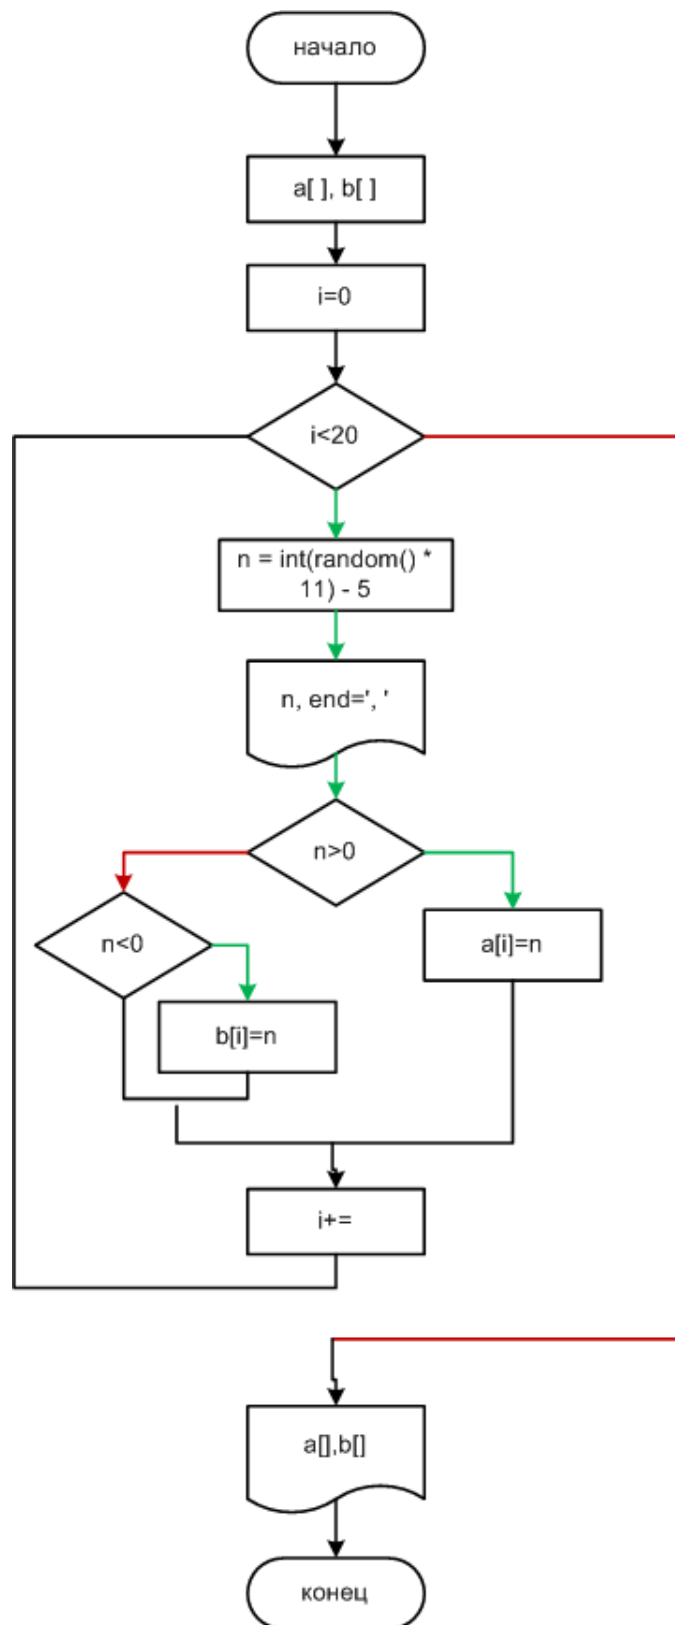 начало
a[ ], b[ ]
i=0
i<20
n = int(random() *
11) - 5
n, end=', '
n>0
n<0
a[i]=n
b[i]=n
i+=
a[],b[]
конец